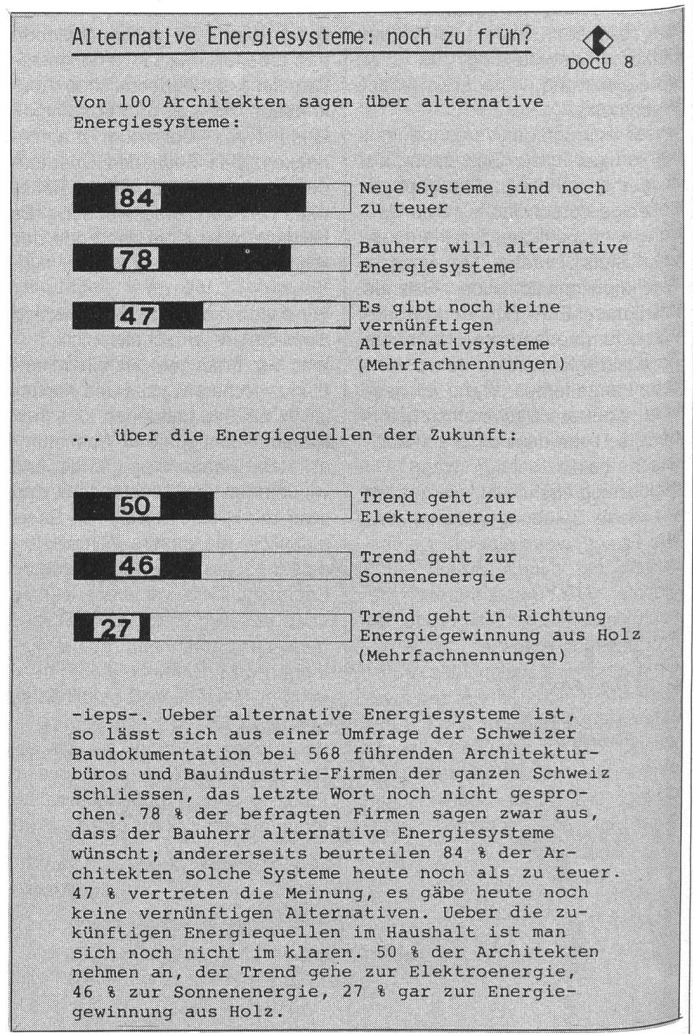 Alternative Energiesysteme: noch zu früh?
DOCU 8
Von 100 Architekten sagen über alternative
Energiesysteme:
84
Neue Systeme sind noch
zu teuer
78
Bauherr will alternative
Energiesysteme
47
Es gibt noch keine
vernünftigen
Alternativsysteme
(Mehrfachnennungen)
... über die Energiequellen der Zukunft:
50
Trend geht zur
Elektroenergie
46
Trend geht zur
Sonnenenergie
27
Trend geht in Richtung
Energiegewinnung aus Holz
(Mehrfachnennungen)
-ieps-. Ueber alternative Energiesysteme ist,
so lässt sich aus einer Umfrage der Schweizer
Baudokumentation bei 568 führenden Architektur-
büros und Bauindustrie-Firmen der ganzen Schweiz
schliessen, das letzte Wort noch nicht gespro-
chen. 78 % der befragten Firmen sagen zwar aus,
dass der Bauherr alternative Energiesysteme
wünscht; andererseits beurteilen 84 % der Ar-
chitekten solche Systeme heute noch als zu teuer.
47 % vertreten die Meinung, es gäbe heute noch
keine vernünftigen Alternativen. Ueber die zu-
künftigen Energiequellen im Haushalt ist man
sich noch nicht im klaren. 50 % der Architekten
nehmen an, der Trend gehe zur Elektroenergie,
46 % zur Sonnenenergie, 27 % gar zur Energie-
gewinnung aus Holz.